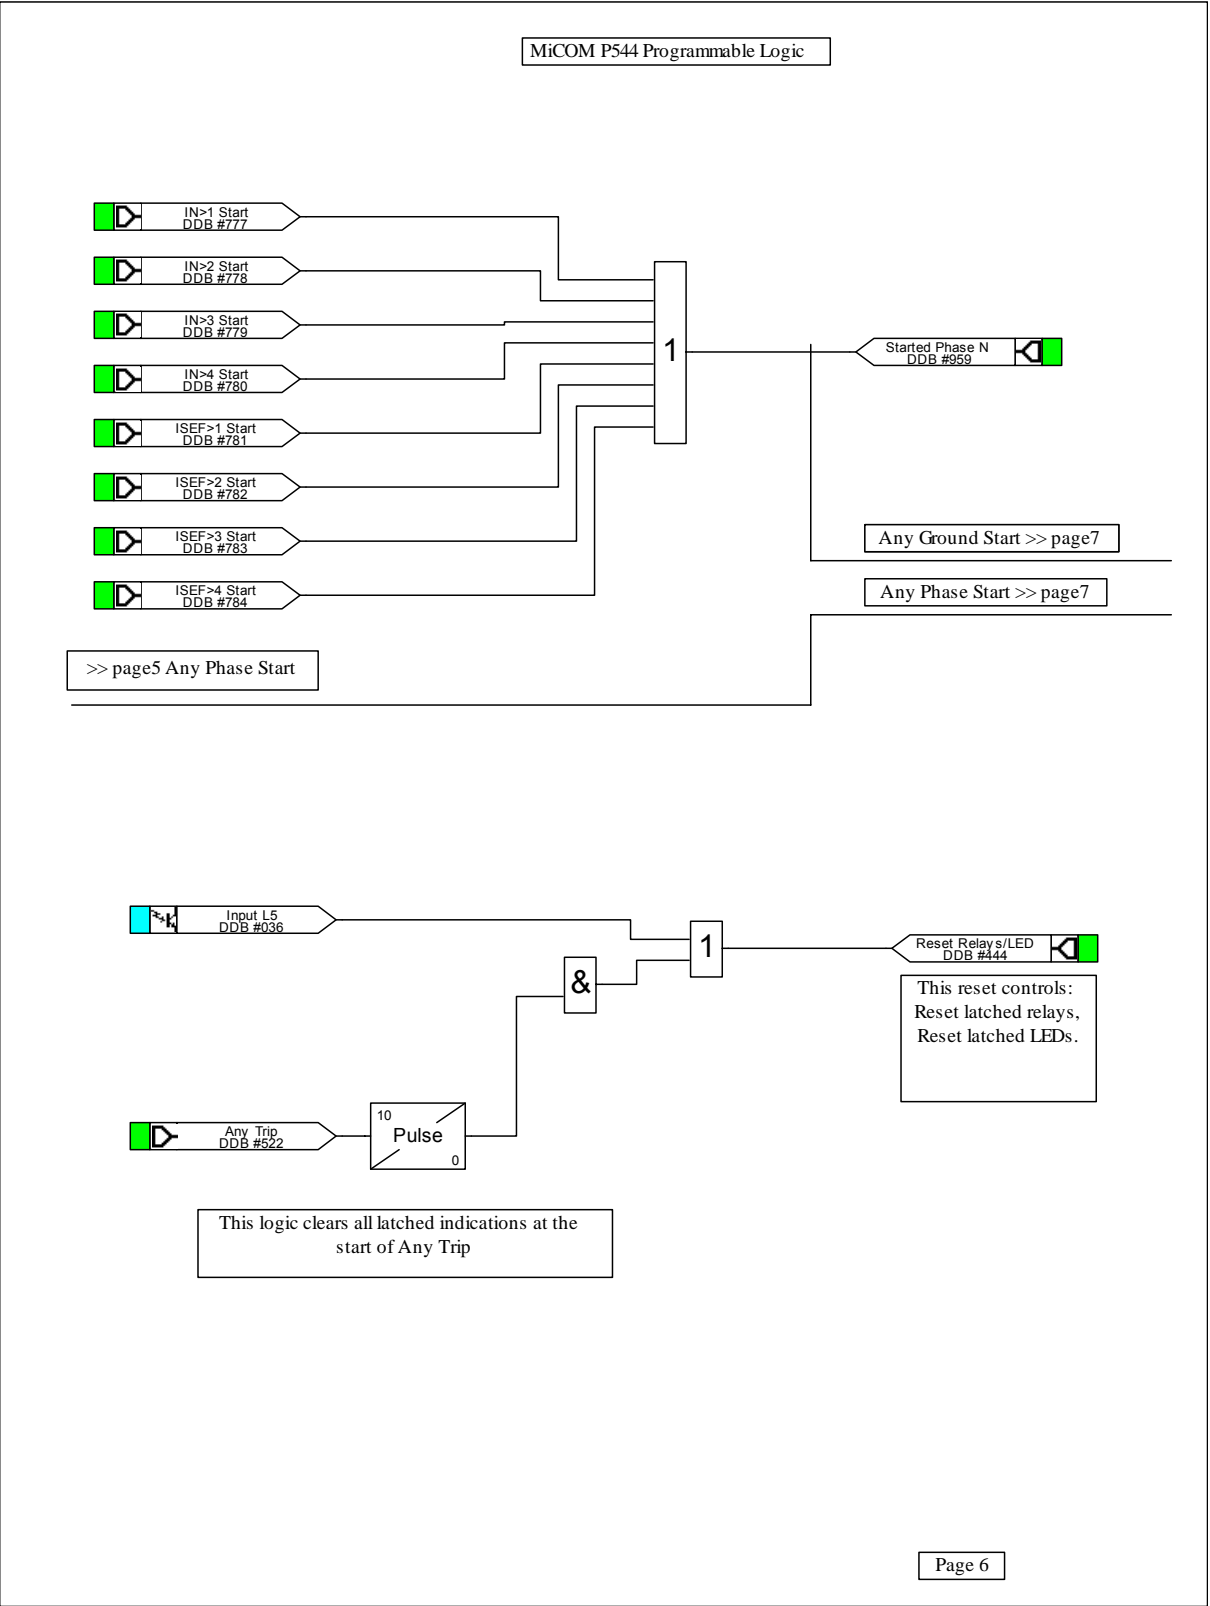 MiCOM P544 Programmable Logic
IN>1 Start
DDB #777
IN>2 Start
DDB #778
IN>3 Start
DDB #779
IN>4 Start
DDB #780
ISEF>1 Start
DDB #781
ISEF>2 Start
DDB #782
ISEF>3 Start
DDB #783
ISEF>4 Start
DDB #784
1
Started Phase N
DDB #959
Any Ground Start >> page7
Any Phase Start >> page7
>> page5 Any Phase Start
Input L5
DDB #036
&
1
Reset Relays/LED
DDB #444
This reset controls:
Reset latched relays,
Reset latched LEDs.
Any Trip
DDB #522
10
Pulse
0
This logic clears all latched indications at the
start of Any Trip
Page 6